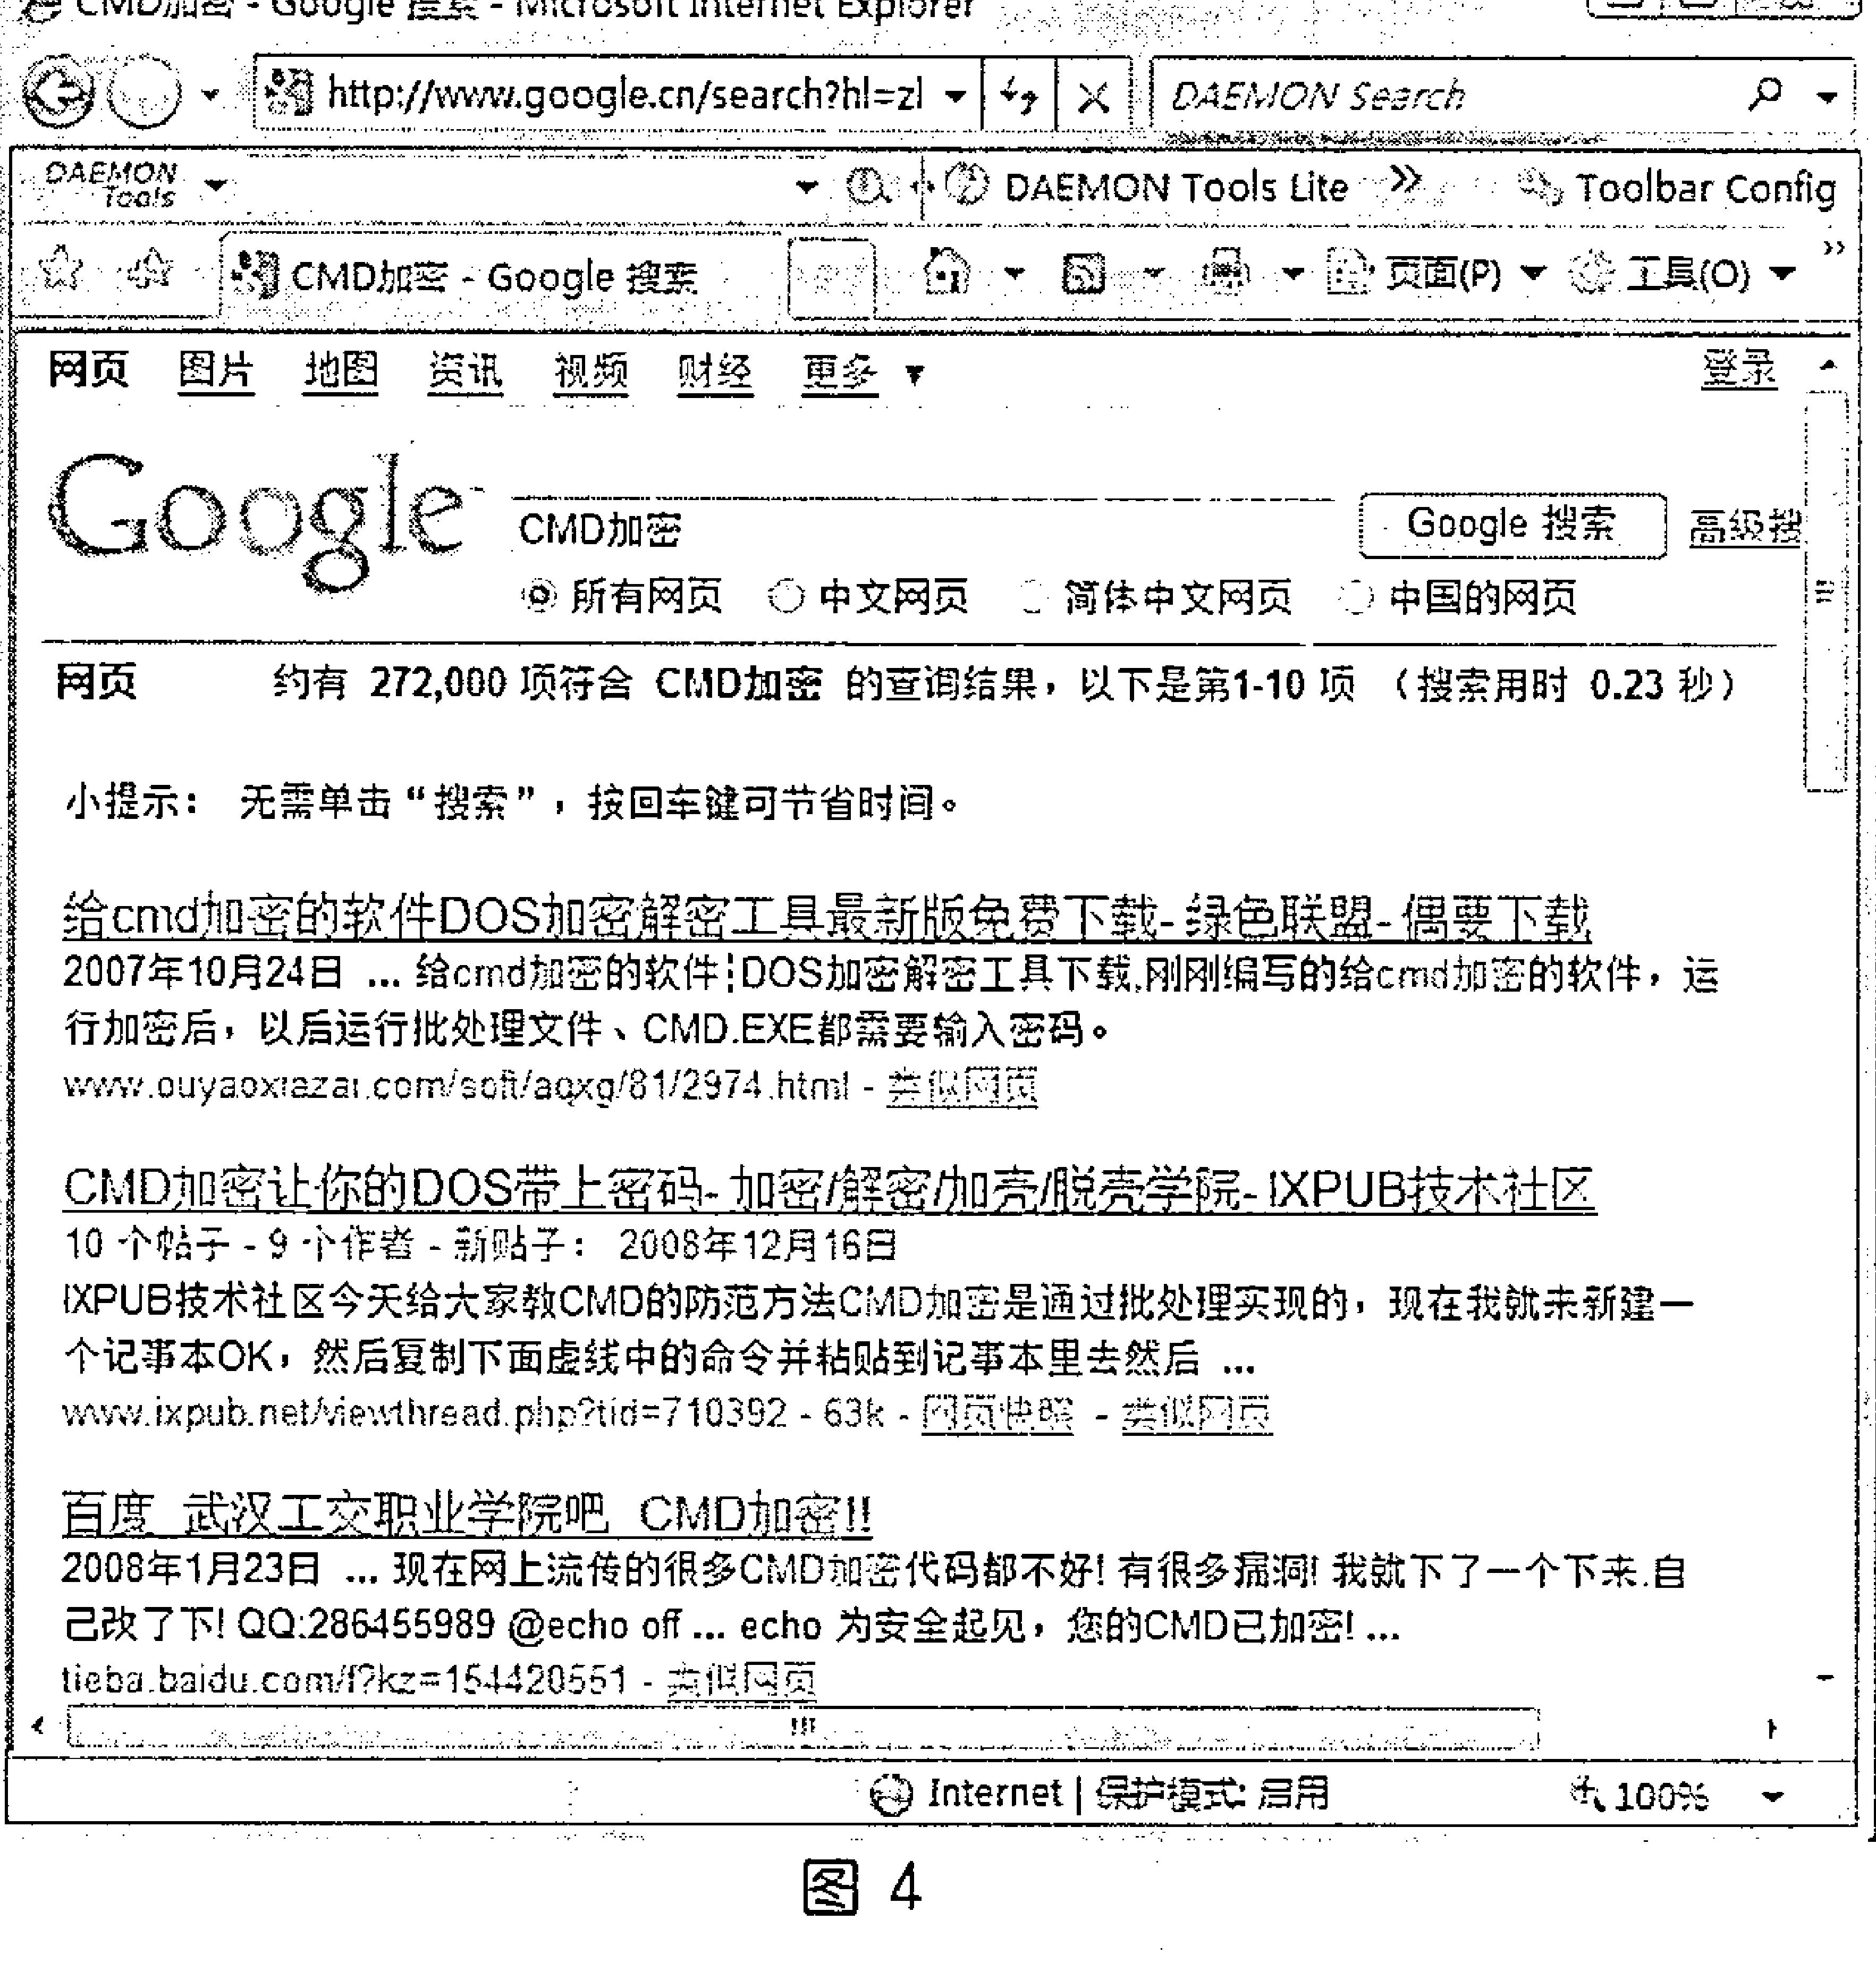 CMD加密 - Google 搜索 - Microsoft Internet Explorer
http://www.google.cn/search?hl=zl
DAEMON Search
DAEMON Tools
DAEMON Tools Lite
Toolbar Config
CMD加密 - Google 搜索
页面(P)
工具(O)
网页 图片 地图 资讯 视频 财经 更多 ▼ 登录
Google
CMD加密
Google 搜索
高级搜
所有网页 中文网页 简体中文网页 中国的网页
网页 约有 272,000 项符合 CMD加密 的查询结果，以下是第1-10 项 （搜索用时 0.23 秒）
小提示： 无需单击“搜索”，按回车键可节省时间。
给cmd加密的软件DOS加密解密工具最新版免费下载- 绿色联盟- 偶要下载
2007年10月24日 ... 给cmd加密的软件¦DOS加密解密工具下载,刚刚编写的给cmd加密的软件，运
行加密后，以后运行批处理文件、CMD.EXE都需要输入密码。
www.ouyaoxiazai.com/soft/aqxg/81/2974.html - 类似网页
CMD加密让你的DOS带上密码- 加密/解密/加壳/脱壳学院- IXPUB技术社区
10 个帖子 - 9 个作者 - 新贴子： 2008年12月16日
IXPUB技术社区今天给大家教CMD的防范方法CMD加密是通过批处理实现的，现在我就来新建一
个记事本OK，然后复制下面虚线中的命令并粘贴到记事本里去然后 ...
www.ixpub.net/viewthread.php?tid=710392 - 63k - 网页快照 - 类似网页
百度_武汉工交职业学院吧_CMD加密!!
2008年1月23日 ... 现在网上流传的很多CMD加密代码都不好! 有很多漏洞! 我就下了一个下来.自
己改了下! QQ:286455989 @echo off ... echo 为安全起见，您的CMD已加密! ...
tieba.baidu.com/f?kz=154420551 - 类似网页
Internet | 保护模式: 启用
100%
图 4